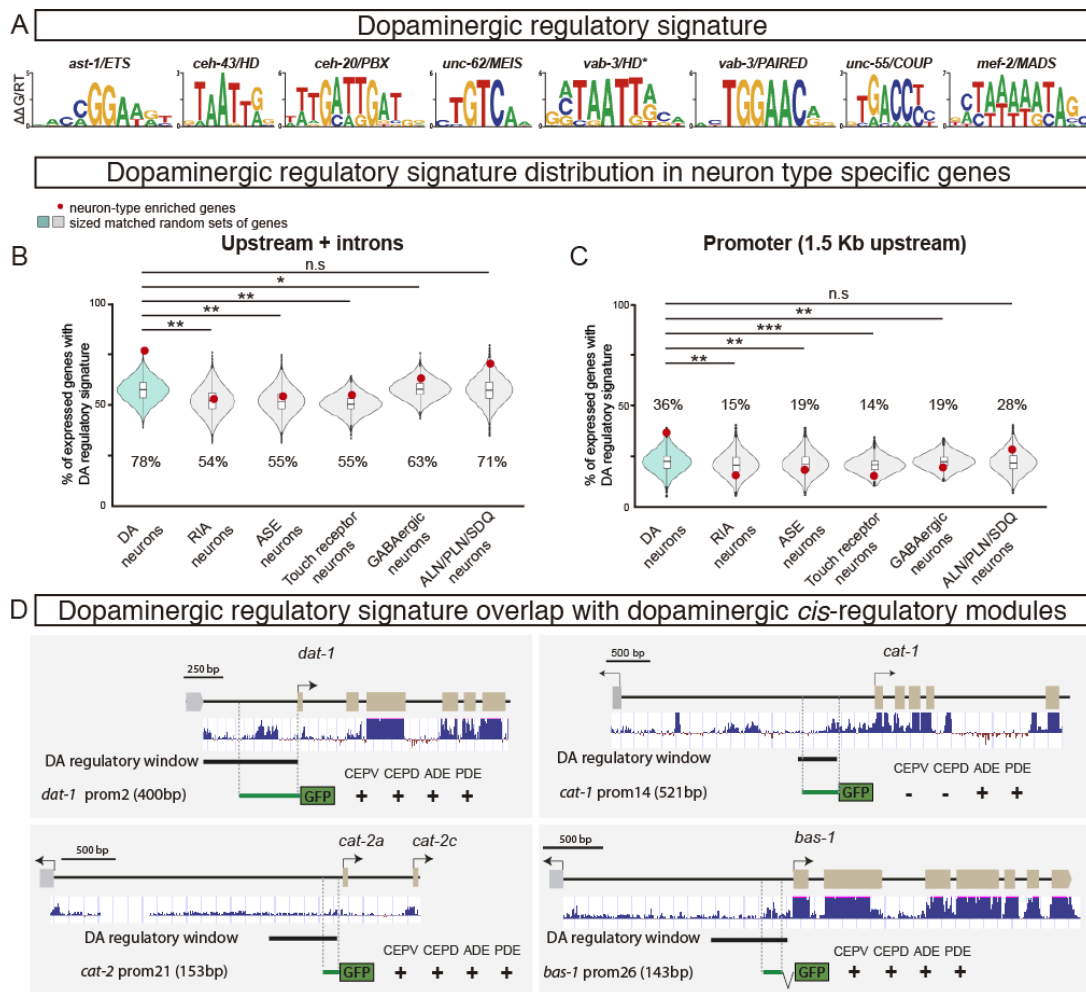 A
Dopaminergic regulatory signature
ast-1/ETS ceh-43/HD ceh-20/PBX unc-62/MEIS vab-3/HD* vab-3/PAIRED unc-55/COUP mef-2/MADS
ΔΔG/RT
Dopaminergic regulatory signature distribution in neuron type specific genes
neuron-type enriched genes
sized matched random sets of genes
B
Upstream + introns
n.s
*
**
**
**
% of expressed genes with
DA regulatory signature
100
50
0
78% 54% 55% 55% 63% 71%
DA
neurons
RIA
neurons
ASE
neurons
Touch receptor
neurons
GABAergic
neurons
ALN/PLN/SDQ
neurons
C
Promoter (1.5 Kb upstream)
n.s
**
***
**
**
% of expressed genes with
DA regulatory signature
100
50
0
36% 15% 19% 14% 19% 28%
DA
neurons
RIA
neurons
ASE
neurons
Touch receptor
neurons
GABAergic
neurons
ALN/PLN/SDQ
neurons
D
Dopaminergic regulatory signature overlap with dopaminergic cis-regulatory modules
dat-1
250 bp
DA regulatory window
CEPV CEPD ADE PDE
dat-1 prom2 (400bp) GFP + + + +
cat-1
500 bp
DA regulatory window
CEPV CEPD ADE PDE
cat-1 prom14 (521bp) GFP - - + +
cat-2a cat-2c
500 bp
DA regulatory window
CEPV CEPD ADE PDE
cat-2 prom21 (153bp) GFP + + + +
bas-1
500 bp
DA regulatory window
CEPV CEPD ADE PDE
bas-1 prom26 (143bp) GFP + + + +